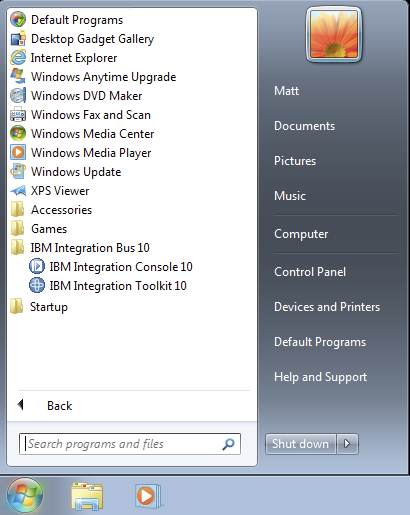 Default Programs
Desktop Gadget Gallery
Internet Explorer
Windows Anytime Upgrade
Windows DVD Maker
Windows Fax and Scan
Windows Media Center
Windows Media Player
Windows Update
XPS Viewer
Accessories
Games
IBM Integration Bus 10
IBM Integration Console 10
IBM Integration Toolkit 10
Startup
Back
Search programs and files
Matt
Documents
Pictures
Music
Computer
Control Panel
Devices and Printers
Default Programs
Help and Support
Shut down